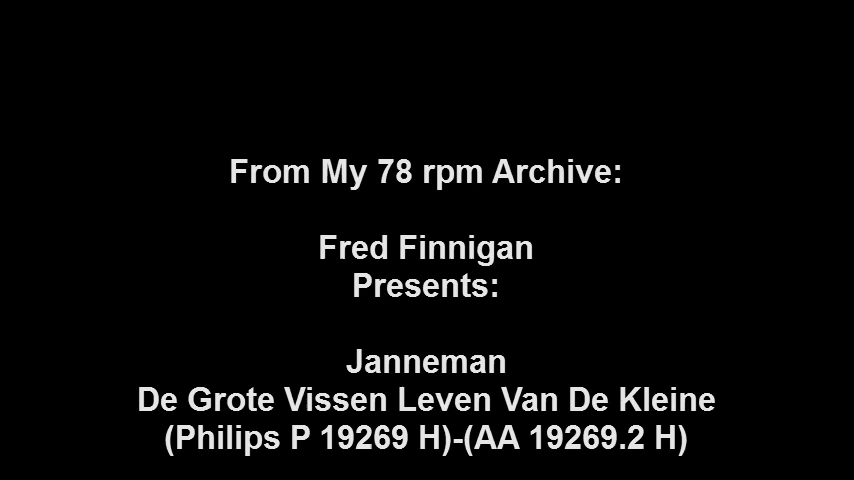 From My 78 rpm Archive:
Fred Finnigan
Presents:
Janneman
De Grote Vissen Leven Van De Kleine
(Philips P 19269 H)-(AA 19269.2 H)